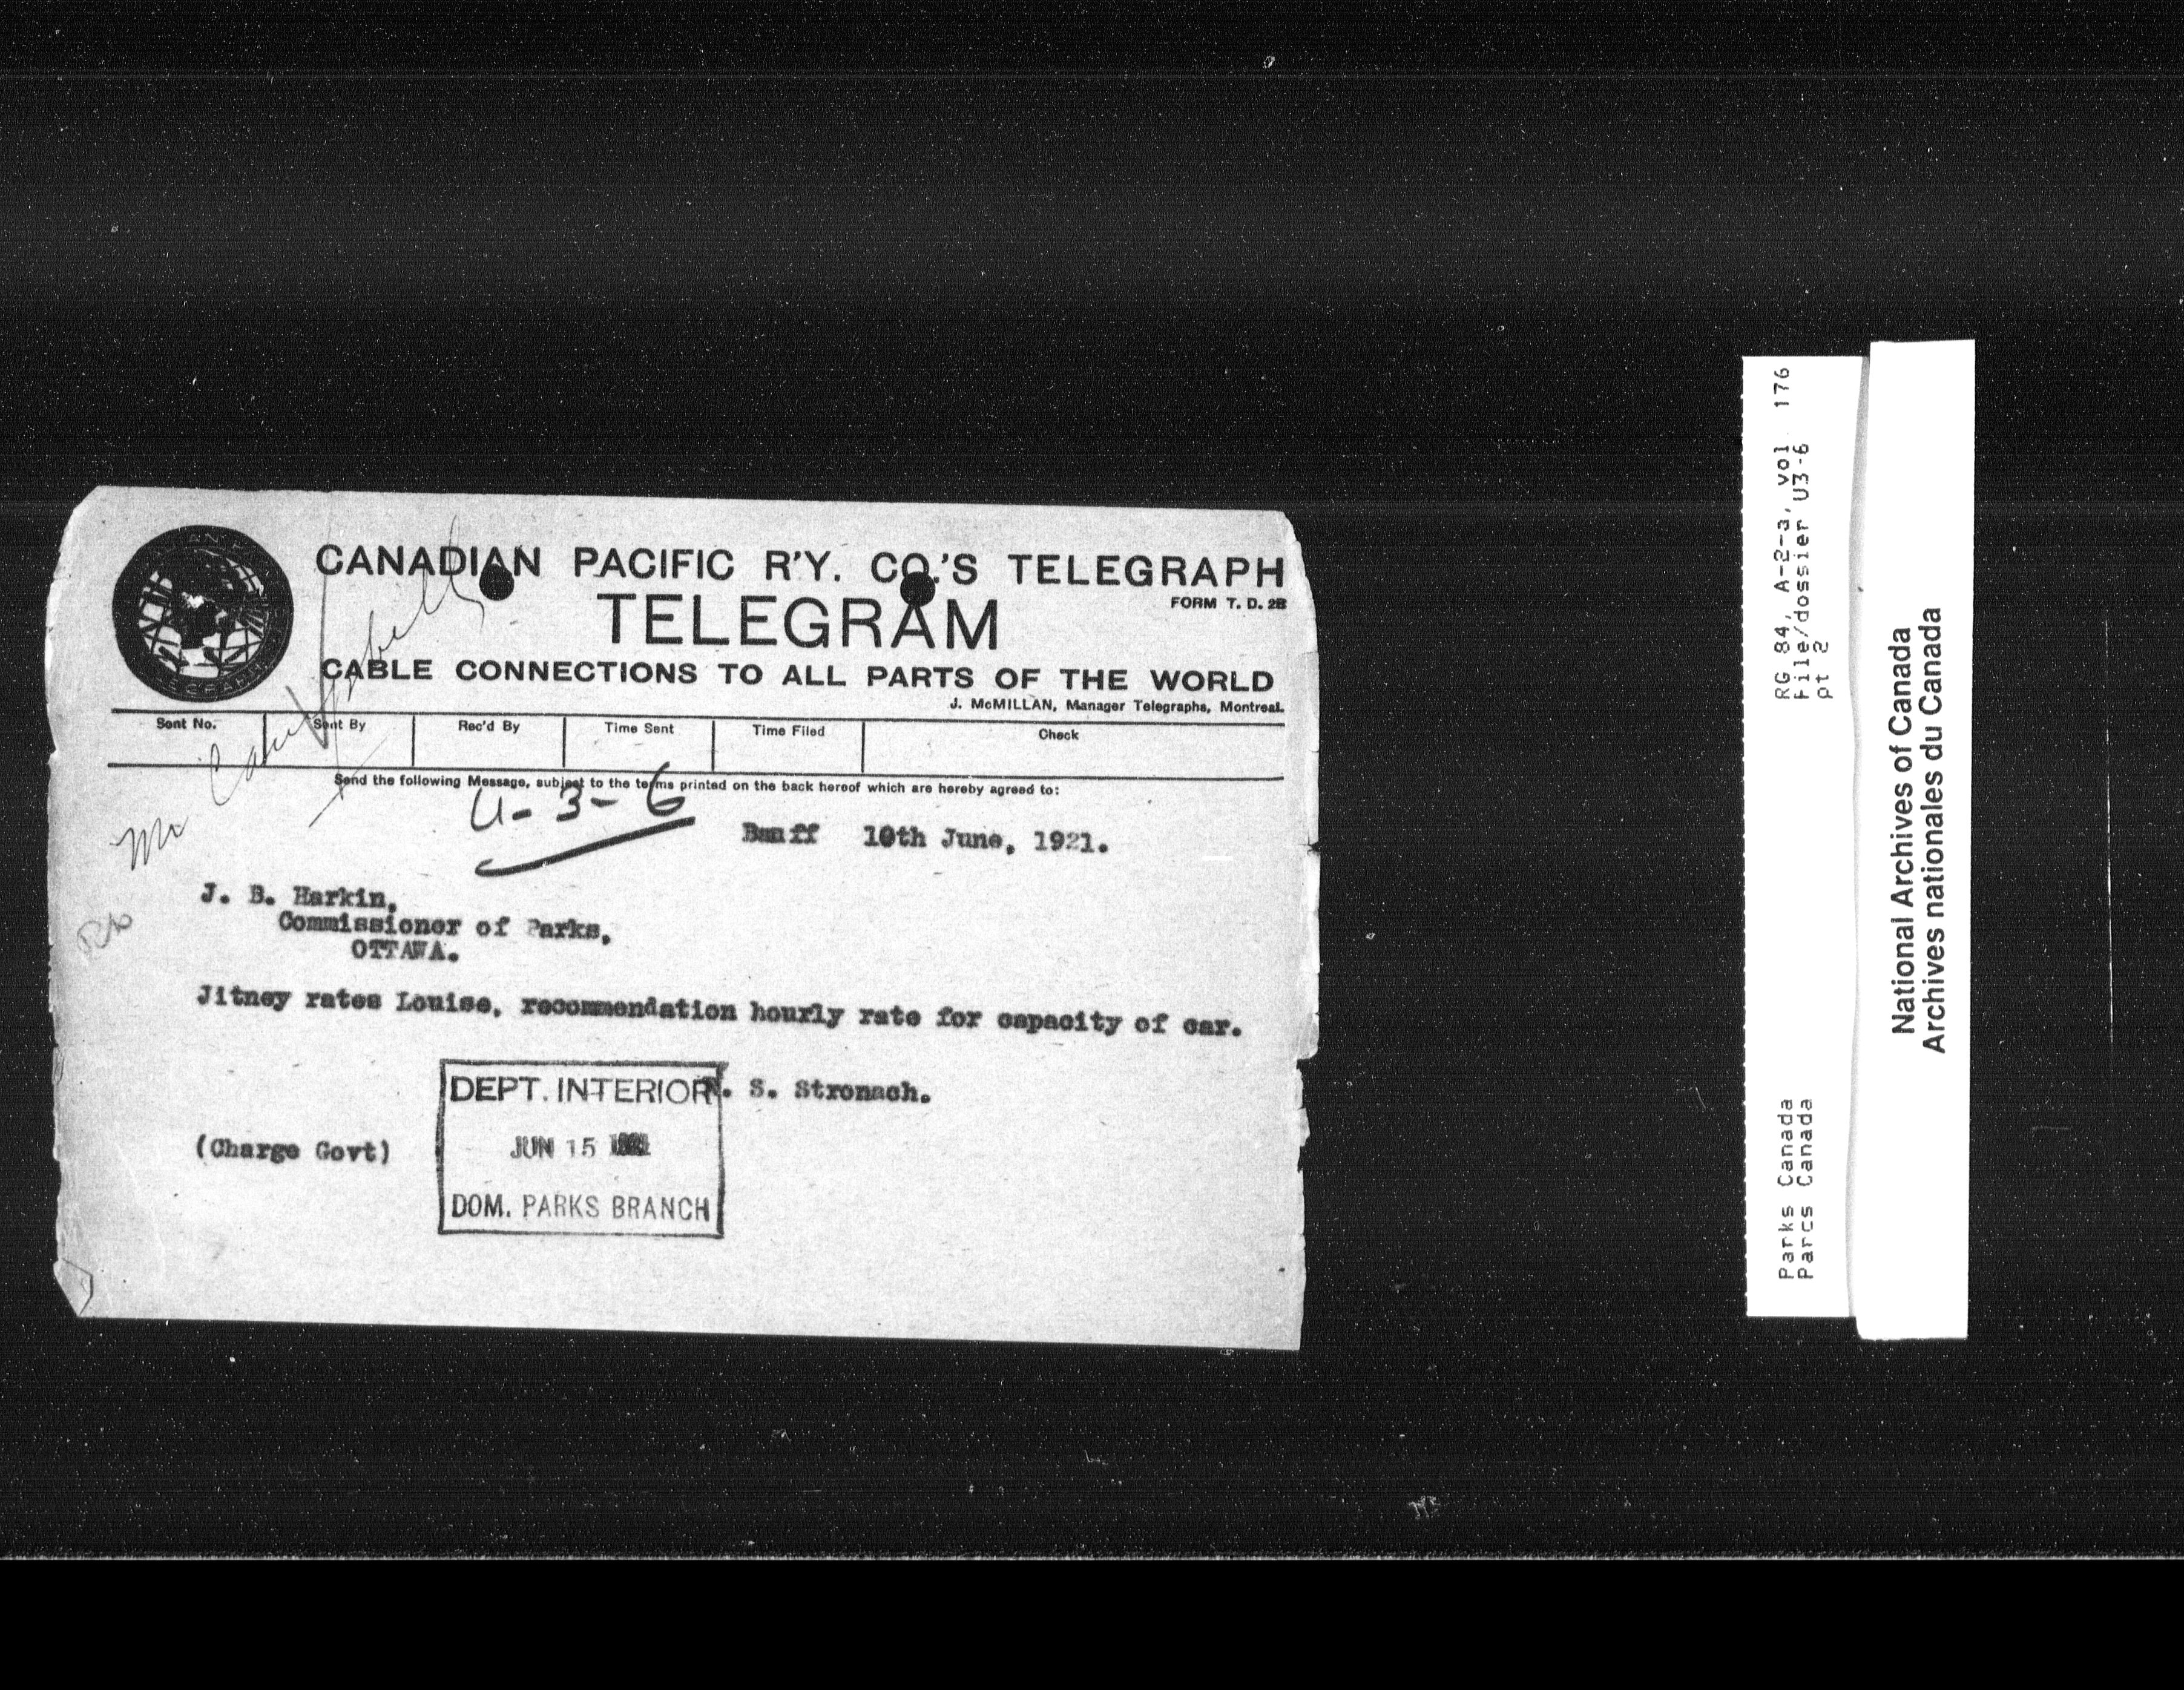 CANADIAN PACIFIC R'Y. CO.'S TELEGRAPH
FORM T. D. 2B
TELEGRAM
CABLE CONNECTIONS TO ALL PARTS OF THE WORLD
J. McMILLAN, Manager Telegraphs, Montreal.
Sent No. Sent By Rec'd By Time Sent Time Filed Check
Send the following Message, subject to the terms printed on the back hereof which are hereby agreed to:
Mr Campbell
U-3-6
Banff 10th June, 1921.
J. B. Harkin,
Commissioner of Parks,
OTTAWA.
Jitney rates Louise, recommendation hourly rate for capacity of car.
S. Stronach.
(Charge Govt)
DEPT. INTERIOR
JUN 15 1921
DOM. PARKS BRANCH
RG 84, A-2-a, vol 176
File/dossier U3-6
pt 2
Parks Canada
Parcs Canada
National Archives of Canada
Archives nationales du Canada